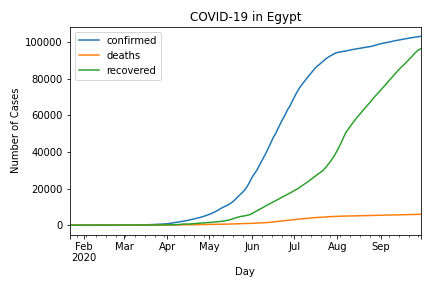 COVID-19 in Egypt
confirmed
deaths
recovered
Number of Cases
100000
80000
60000
40000
20000
0
Feb Mar Apr May Jun Jul Aug Sep
2020
Day